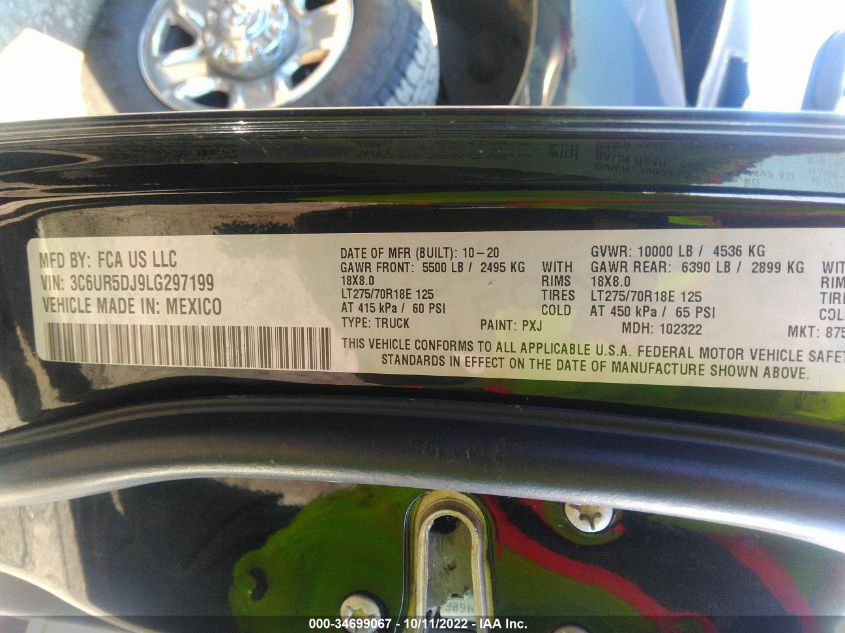 MFD BY: FCA US LLC
VIN: 3C6UR5DJ9LG297199
VEHICLE MADE IN: MEXICO
DATE OF MFR (BUILT): 10-20
GAWR FRONT: 5500 LB / 2495 KG WITH
18X8.0 RIMS
LT275/70R18E 125 TIRES
AT 415 kPa / 60 PSI COLD
TYPE: TRUCK PAINT: PXJ
GVWR: 10000 LB / 4536 KG
GAWR REAR: 6390 LB / 2899 KG WITH
18X8.0 RIMS
LT275/70R18E 125 TIRES
AT 450 kPa / 65 PSI COLD
MDH: 102322 MKT: 875
THIS VEHICLE CONFORMS TO ALL APPLICABLE U.S.A. FEDERAL MOTOR VEHICLE SAFET
STANDARDS IN EFFECT ON THE DATE OF MANUFACTURE SHOWN ABOVE.
000-34699067 - 10/11/2022 - IAA Inc.